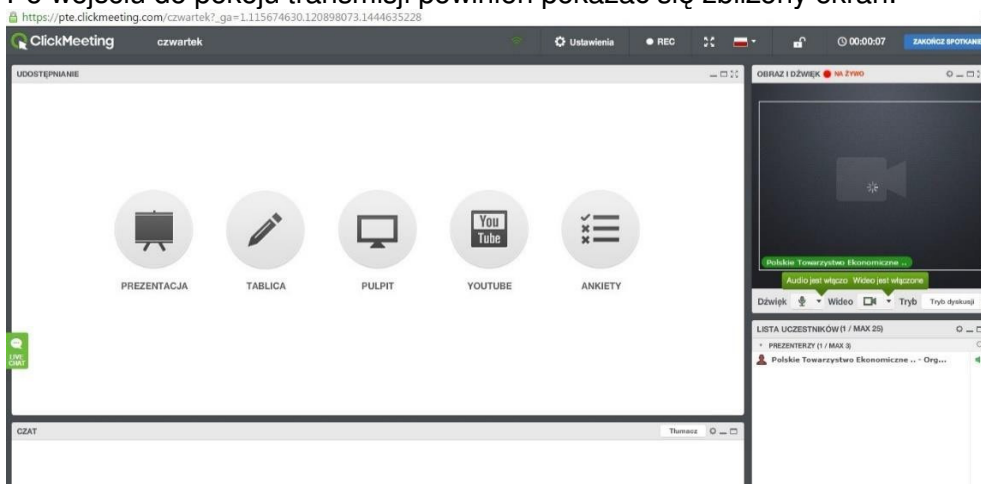 Po wejściu do pokoju transmisji powinien pokazać się zbliżony ekran:
https://pte.clickmeeting.com/czwartek?_ga=1.115674630.120898073.1444635228
ClickMeeting czwartek Ustawienia REC 00:00:07 ZAKOŃCZ SPOTKANIE
UDOSTĘPNIANIE
PREZENTACJA TABLICA PULPIT YOUTUBE ANKIETY
You
Tube
LIVE
CHAT
CZAT Tłumacz
OBRAZ I DŹWIĘK NA ŻYWO
Polskie Towarzystwo Ekonomiczne ..
Audio jest włączo Wideo jest włączone
Dźwięk Wideo Tryb Tryb dyskusji
LISTA UCZESTNIKÓW (1 / MAX 25)
PREZENTERZY (1 / MAX 3)
Polskie Towarzystwo Ekonomiczne .. - Org...